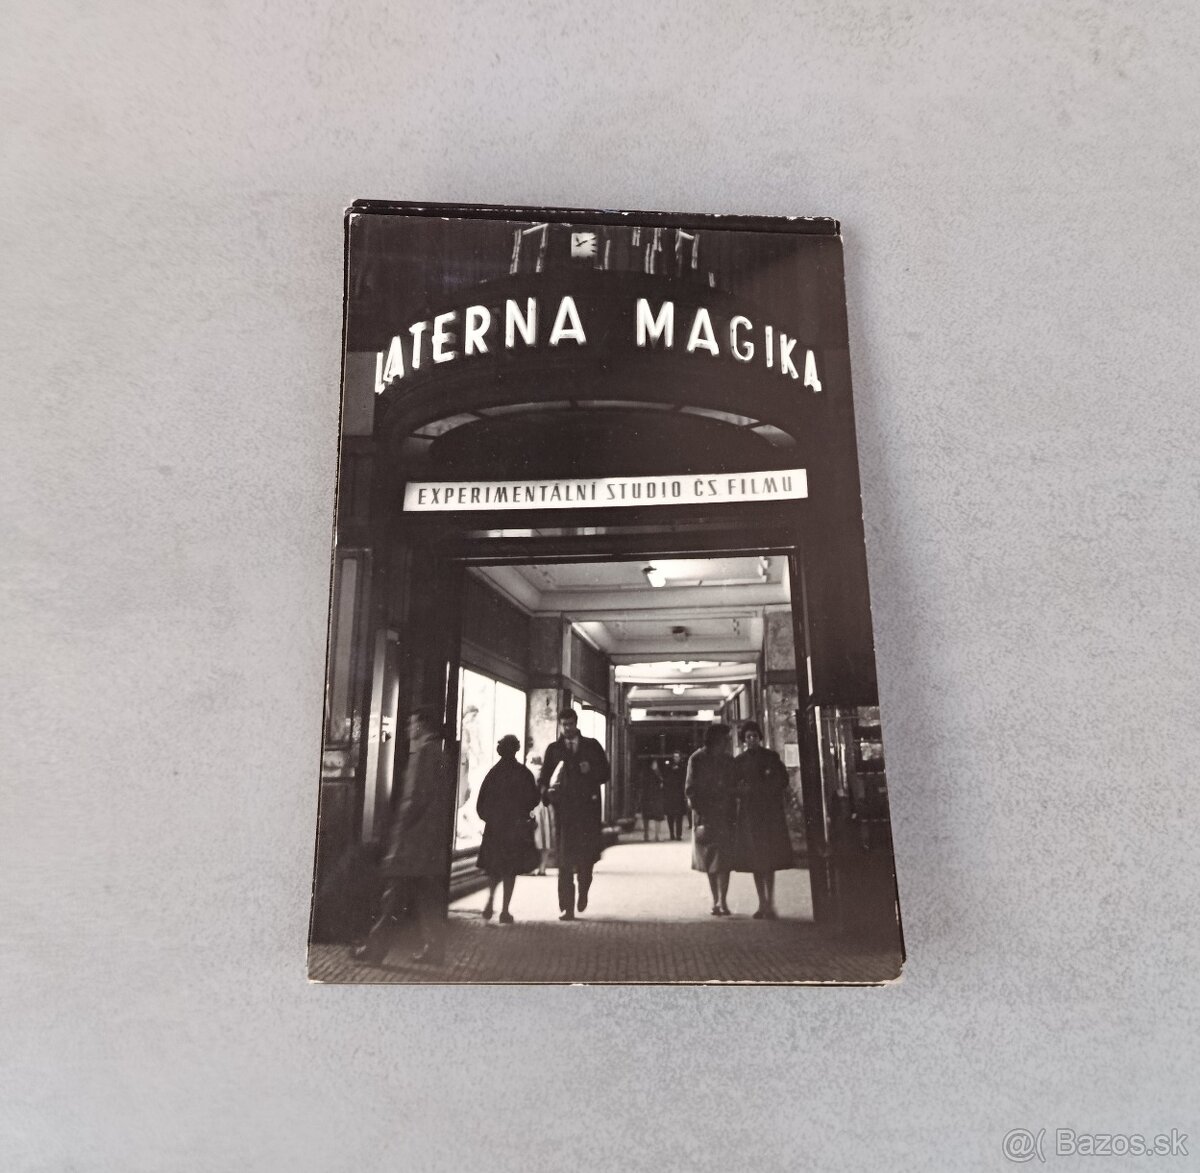 LATERNA MAGIKA
EXPERIMENTÁLNÍ STUDIO ČS. FILMU
@( Bazos.sk